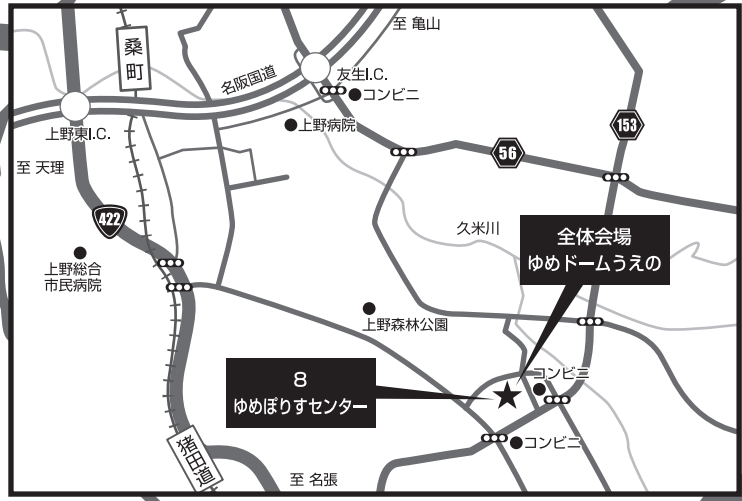 至 亀山
桑町
名阪国道
友生I.C.
コンビニ
上野東I.C.
上野病院
153
56
至 天理
422
久米川
全体会場
ゆめドームうえの
上野総合
市民病院
上野森林公園
8
ゆめぽりすセンター
コンビニ
コンビニ
猪田道
至 名張